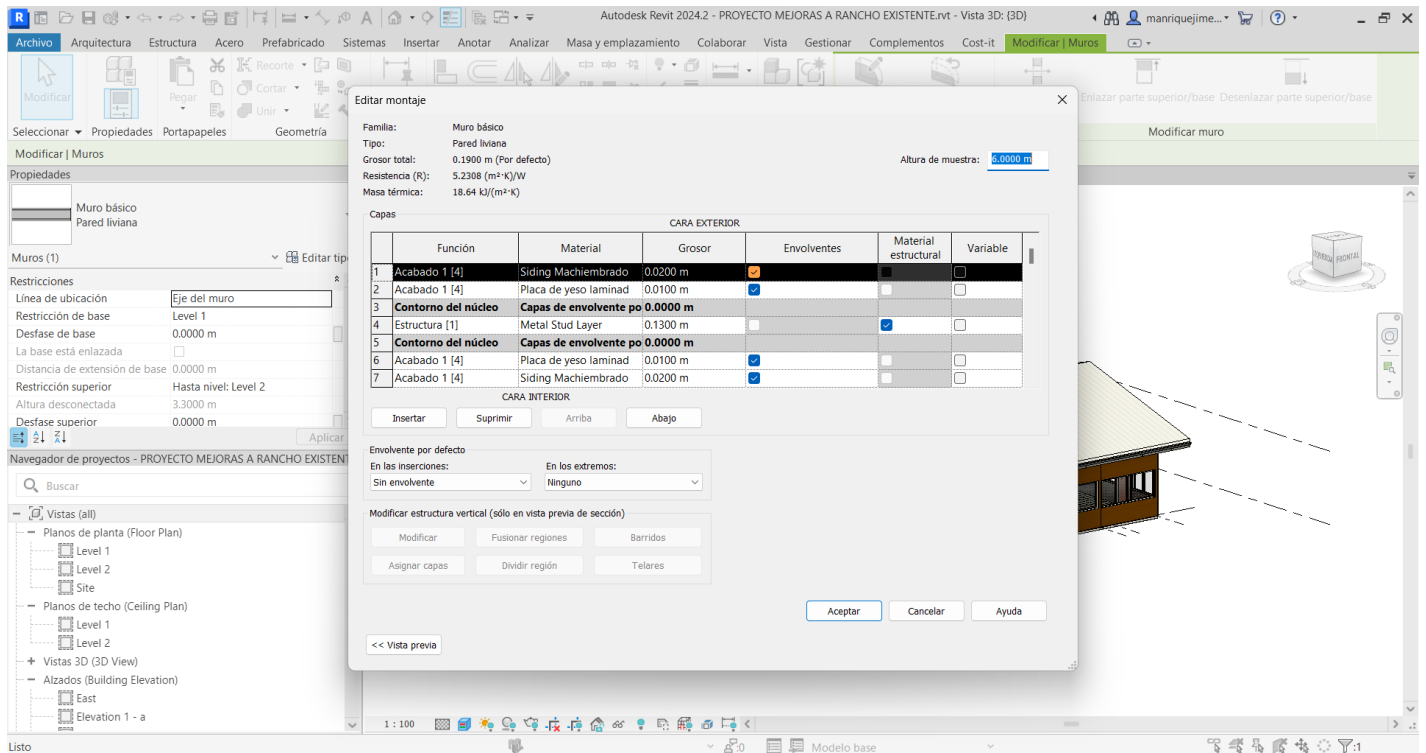 Autodesk Revit 2024.2 - PROYECTO MEJORAS A RANCHO EXISTENTE.rvt - Vista 3D: {3D}
manriquejime...
Archivo Arquitectura Estructura Acero Prefabricado Sistemas Insertar Anotar Analizar Masa y emplazamiento Colaborar Vista Gestionar Complementos Cost-it Modificar | Muros
Modificar
Pegar
Recorte
Cortar
Unir
Enlazar parte superior/base Desenlazar parte superior/base
Seleccionar Propiedades Portapapeles Geometría
Modificar muro
Modificar | Muros
Propiedades
Muro básico
Pared liviana
Muros (1)
Editar tip
Restricciones
Línea de ubicación Eje del muro
Restricción de base Level 1
Desfase de base 0.0000 m
La base está enlazada
Distancia de extensión de base 0.0000 m
Restricción superior Hasta nivel: Level 2
Altura desconectada 3.3000 m
Desfase superior 0.0000 m
Aplicar
Navegador de proyectos - PROYECTO MEJORAS A RANCHO EXISTENT
Buscar
Vistas (all)
Planos de planta (Floor Plan)
Level 1
Level 2
Site
Planos de techo (Ceiling Plan)
Level 1
Level 2
Vistas 3D (3D View)
Alzados (Building Elevation)
East
Elevation 1 - a
Editar montaje
Familia: Muro básico
Tipo: Pared liviana
Grosor total: 0.1900 m (Por defecto)
Resistencia (R): 5.2308 (m²·K)/W
Masa térmica: 18.64 kJ/(m²·K)
Altura de muestra: 6.0000 m
Capas
CARA EXTERIOR
Función Material Grosor Envolventes Material estructural Variable
1 Acabado 1 [4] Siding Machiembrado 0.0200 m
2 Acabado 1 [4] Placa de yeso laminad 0.0100 m
3 Contorno del núcleo Capas de envolvente po 0.0000 m
4 Estructura [1] Metal Stud Layer 0.1300 m
5 Contorno del núcleo Capas de envolvente po 0.0000 m
6 Acabado 1 [4] Placa de yeso laminad 0.0100 m
7 Acabado 1 [4] Siding Machiembrado 0.0200 m
CARA INTERIOR
Insertar Suprimir Arriba Abajo
Envolvente por defecto
En las inserciones: En los extremos:
Sin envolvente Ninguno
Modificar estructura vertical (sólo en vista previa de sección)
Modificar Fusionar regiones Barridos
Asignar capas Dividir región Telares
Aceptar Cancelar Ayuda
<< Vista previa
FRONTAL
1 : 100
Listo
:0
Modelo base
:1